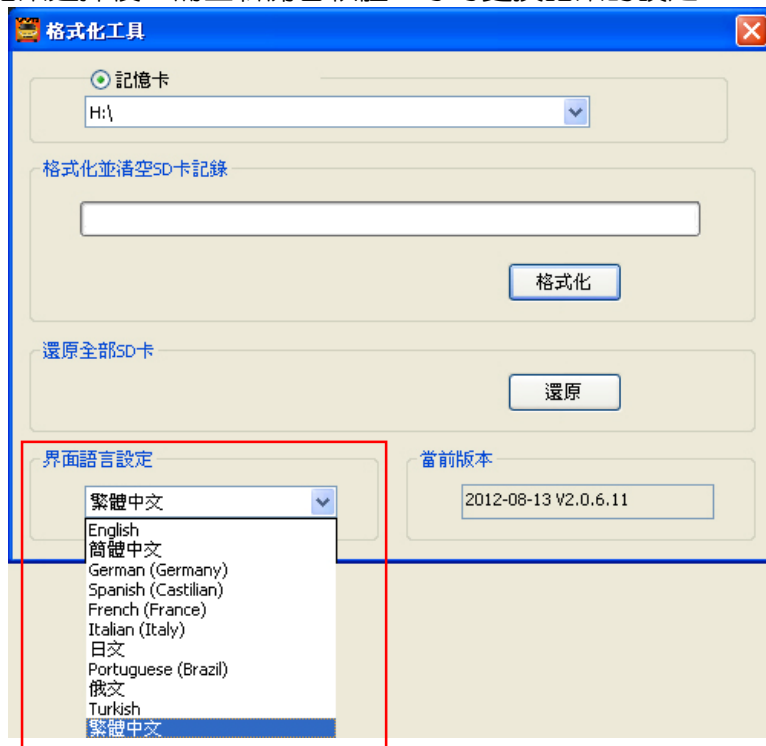 格式化工具
記憶卡
H:\
格式化並清空SD卡記錄
格式化
還原全部SD卡
還原
界面語言設定
當前版本
繁體中文
2012-08-13 V2.0.6.11
English
簡體中文
German (Germany)
Spanish (Castilian)
French (France)
Italian (Italy)
日文
Portuguese (Brazil)
俄文
Turkish
繁體中文